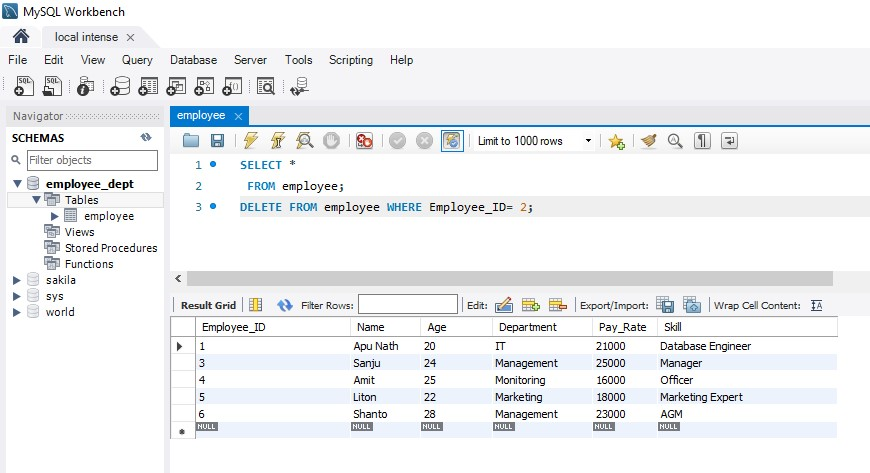 MySQL Workbench
local intense
File Edit View Query Database Server Tools Scripting Help
Navigator
SCHEMAS
Filter objects
employee_dept
Tables
employee
Views
Stored Procedures
Functions
sakila
sys
world
employee
Limit to 1000 rows
1 SELECT *
2 FROM employee;
3 DELETE FROM employee WHERE Employee_ID= 2;
Result Grid Filter Rows: Edit: Export/Import: Wrap Cell Content:
Employee_ID Name Age Department Pay_Rate Skill
1 Apu Nath 20 IT 21000 Database Engineer
3 Sanju 24 Management 25000 Manager
4 Amit 25 Monitoring 16000 Officer
5 Liton 22 Marketing 18000 Marketing Expert
6 Shanto 28 Management 23000 AGM
NULL NULL NULL NULL NULL NULL